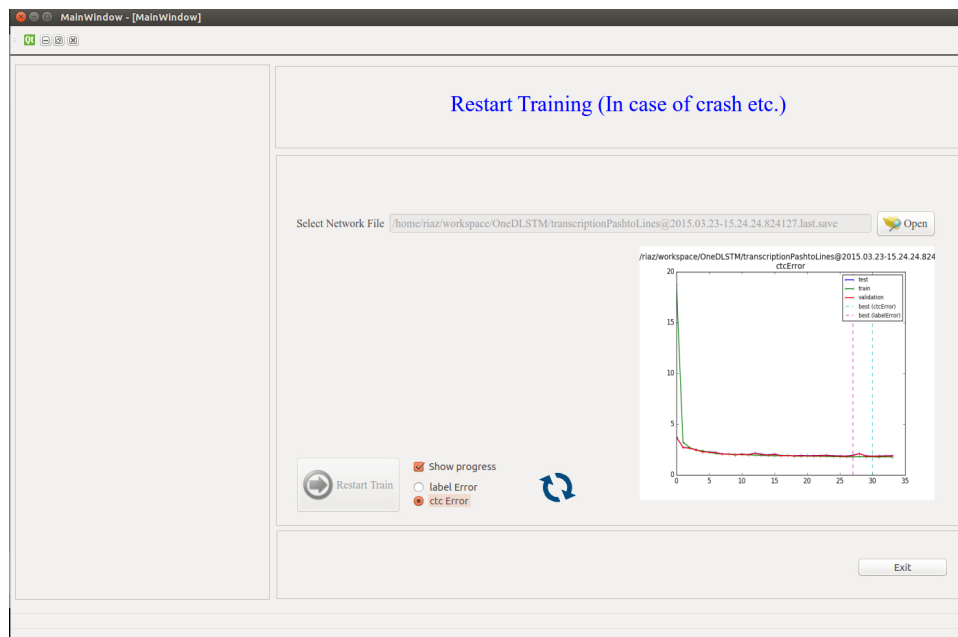 MainWindow - [MainWindow]
Qt
Restart Training (In case of crash etc.)
Select Network File /home/riaz/workspace/OneDLSTM/transcriptionPashtoLines@2015.03.23-15.24.24.824127.last.save Open
/riaz/workspace/OneDLSTM/transcriptionPashtoLines@2015.03.23-15.24.24.824
ctcError
20
15
10
5
0
0 5 10 15 20 25 30 35
test
train
validation
best (ctcError)
best (labelError)
Restart Train
Show progress
label Error
ctc Error
Exit